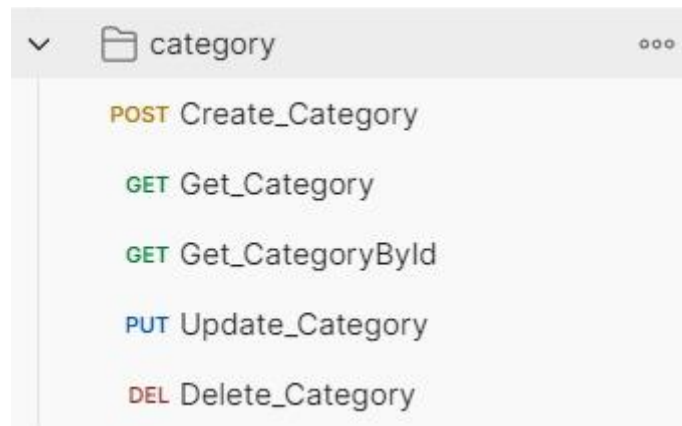 category
POST Create_Category
GET Get_Category
GET Get_CategoryById
PUT Update_Category
DEL Delete_Category